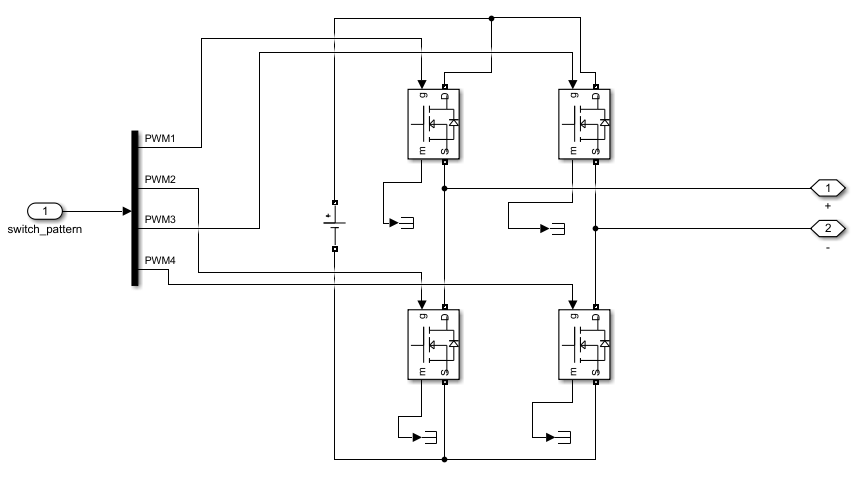 g
D
m
S
g
D
m
S
PWM1
PWM2
PWM3
PWM4
1
switch_pattern
+
1
+
2
-
g
D
m
S
g
D
m
S